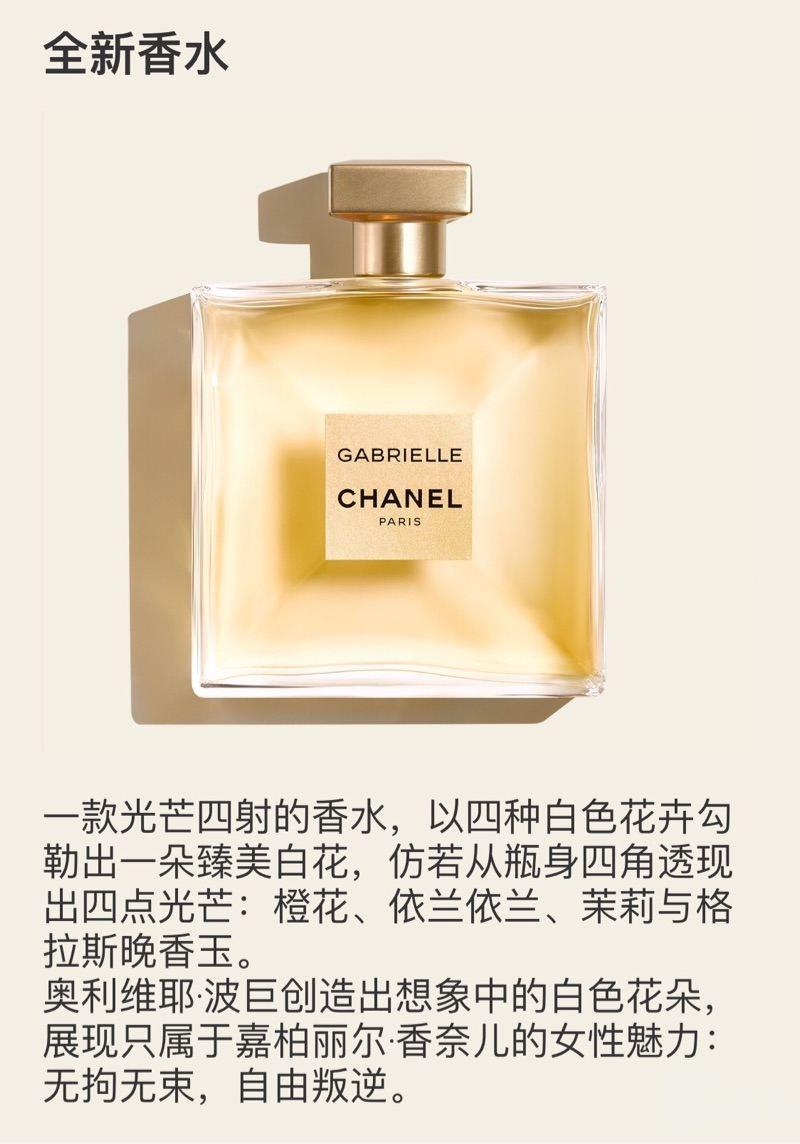 全新香水
GABRIELLE
CHANEL
PARIS
一款光芒四射的香水，以四种白色花卉勾
勒出一朵臻美白花，仿若从瓶身四角透现
出四点光芒：橙花、依兰依兰、茉莉与格
拉斯晚香玉。
奥利维耶·波巨创造出想象中的白色花朵，
展现只属于嘉柏丽尔·香奈儿的女性魅力：
无拘无束，自由叛逆。